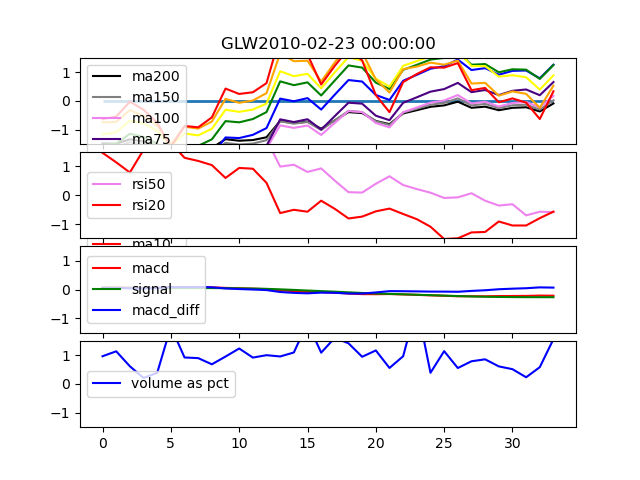 GLW2010-02-23 00:00:00
1
0
−1
ma200
ma150
ma100
ma75
1
0
−1
rsi50
rsi20
ma10
1
0
−1
macd
signal
macd_diff
1
0
−1
volume as pct
0 5 10 15 20 25 30